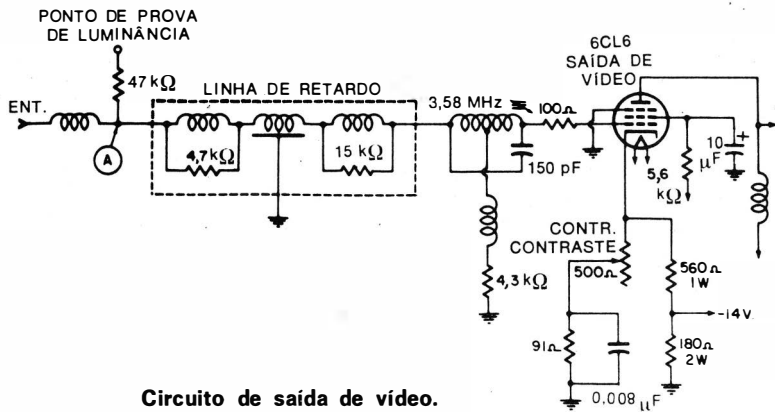 PONTO DE PROVA
DE LUMINÂNCIA
47 kΩ
ENT.
A
LINHA DE RETARDO
4,7 kΩ
15 kΩ
3,58 MHz
100Ω
150 pF
4,3 kΩ
6CL6
SAÍDA DE
VÍDEO
10
μF
+
5,6
kΩ
CONTR.
CONTRASTE
500Ω
560Ω
1W
-14V.
91Ω
0,008 μF
180Ω
2W
Circuito de saída de vídeo.